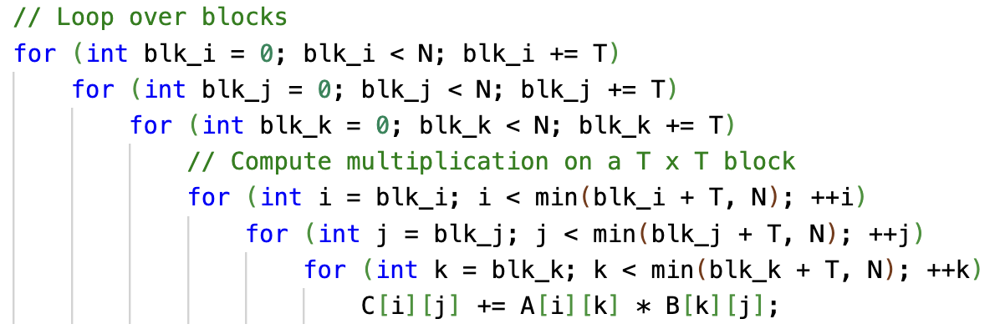 // Loop over blocks
for (int blk_i = 0; blk_i < N; blk_i += T)
for (int blk_j = 0; blk_j < N; blk_j += T)
for (int blk_k = 0; blk_k < N; blk_k += T)
// Compute multiplication on a T x T block
for (int i = blk_i; i < min(blk_i + T, N); ++i)
for (int j = blk_j; j < min(blk_j + T, N); ++j)
for (int k = blk_k; k < min(blk_k + T, N); ++k)
C[i][j] += A[i][k] * B[k][j];